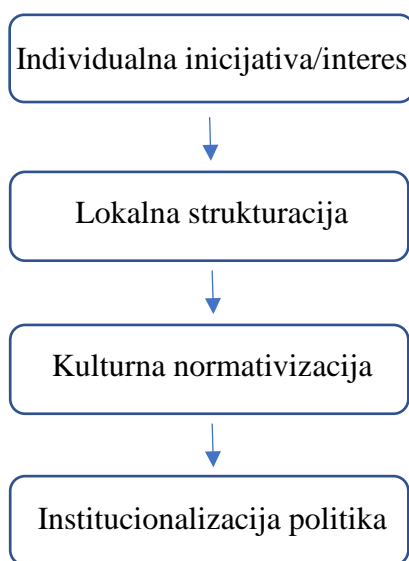 Individualna inicijativa/interes
Lokalna strukturacija
Kulturna normativizacija
Institucionalizacija politika